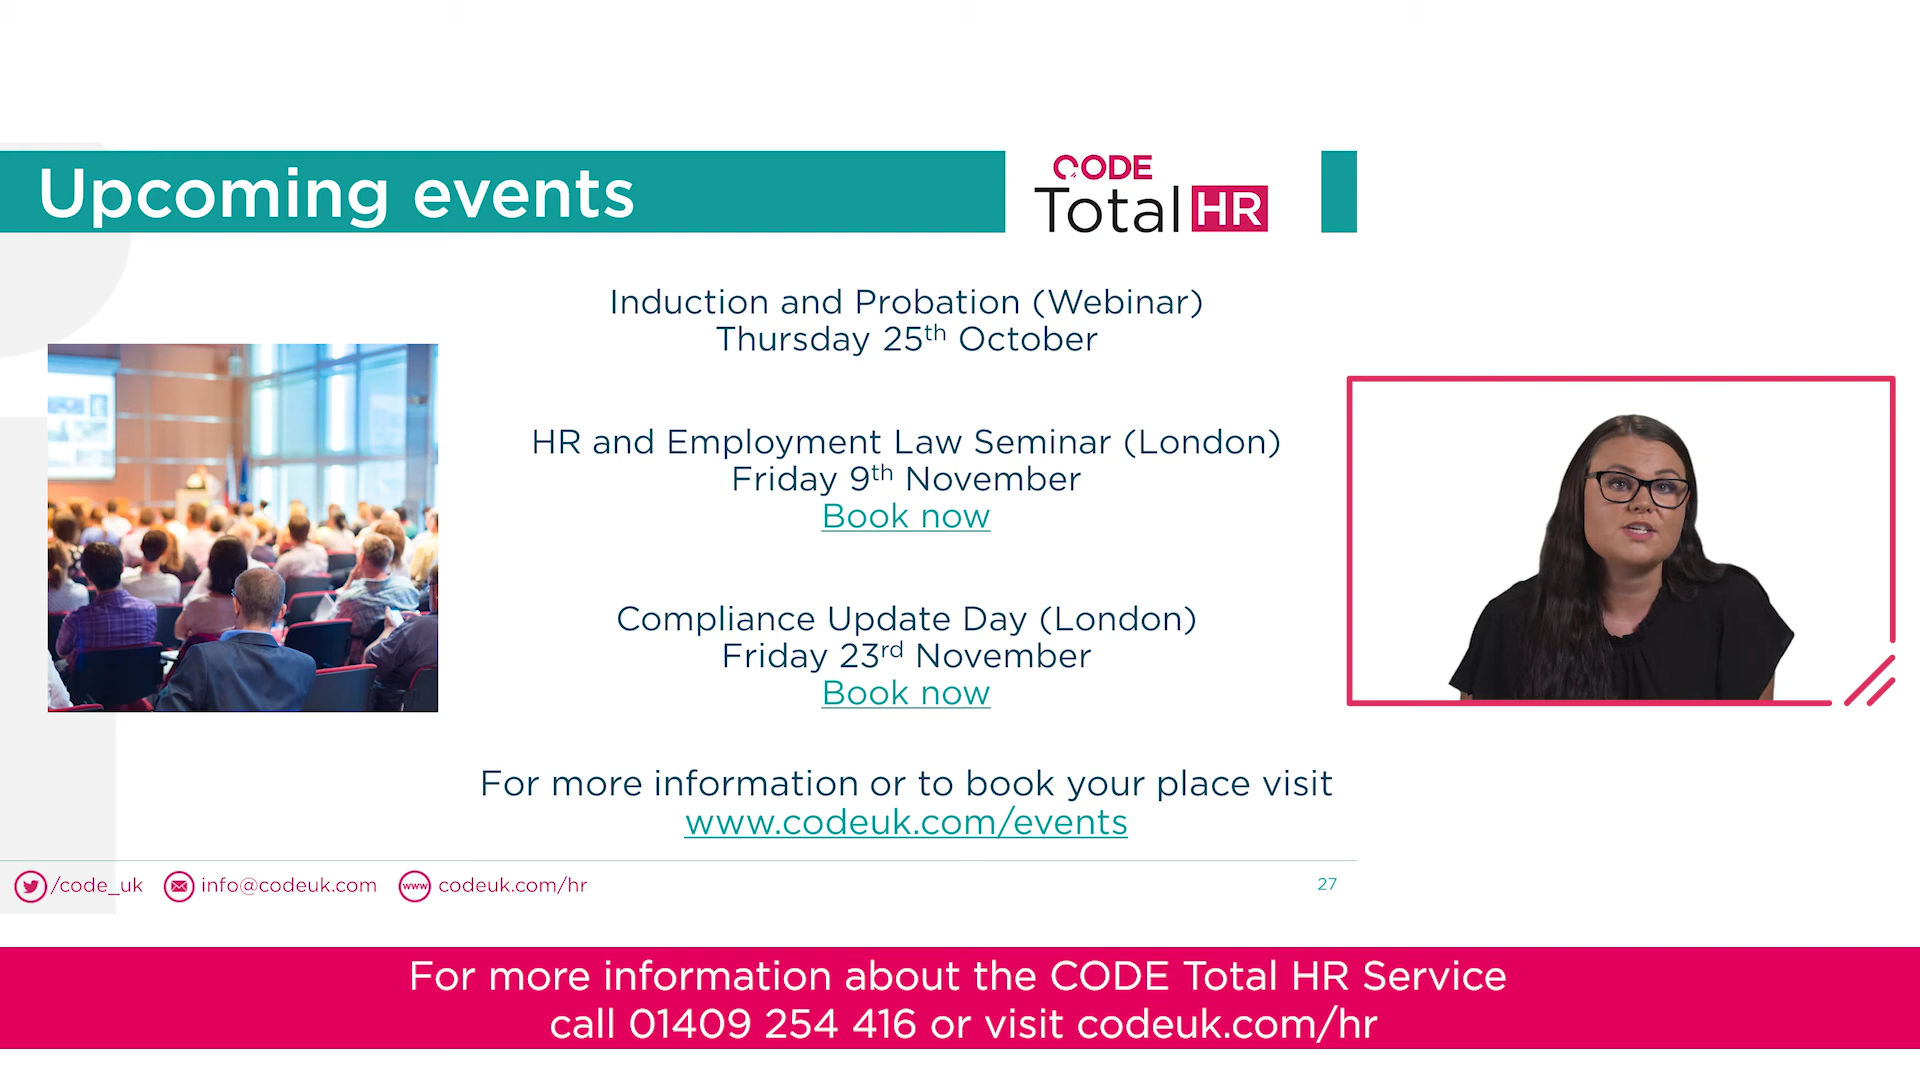 Upcoming events
CODE
Total HR
Induction and Probation (Webinar)
Thursday 25th October
HR and Employment Law Seminar (London)
Friday 9th November
Book now
Compliance Update Day (London)
Friday 23rd November
Book now
For more information or to book your place visit
www.codeuk.com/events
/code_uk info@codeuk.com www codeuk.com/hr
27
For more information about the CODE Total HR Service
call 01409 254 416 or visit codeuk.com/hr